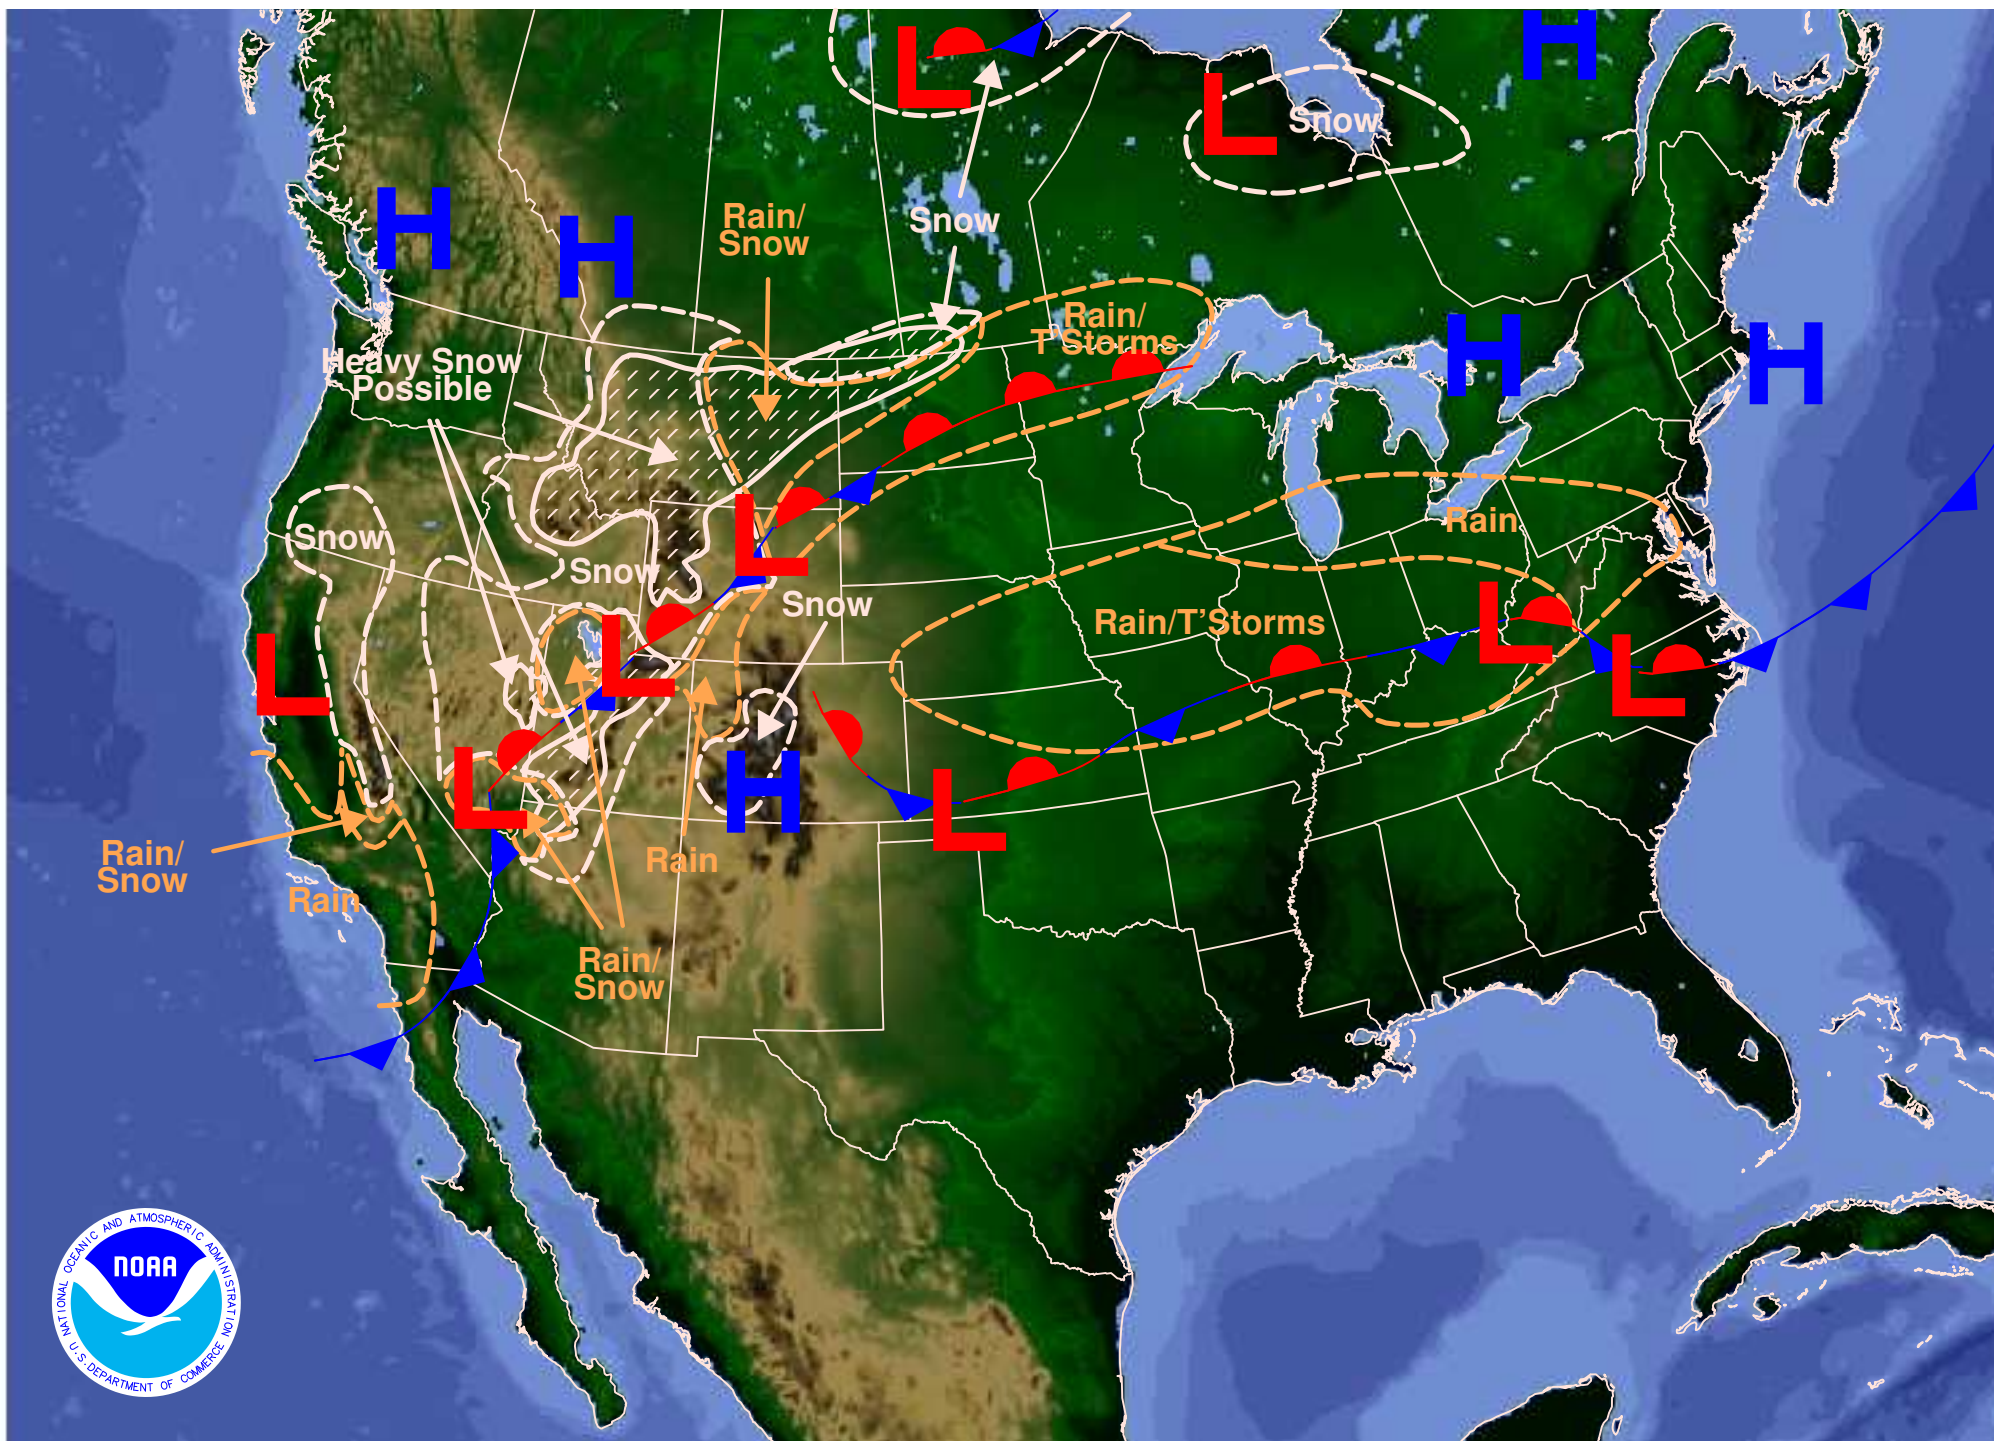 L
H
L
Snow
H
H
Rain/
Snow
Snow
Rain/
T'Storms
H
H
Heavy Snow
Possible
Snow
L
Rain
Snow
Snow
L
L
Rain/T'Storms
L
L
L
L
H
L
Rain/
Snow
Rain
Rain
Rain/
Snow
NATIONAL OCEANIC AND ATMOSPHERIC ADMINISTRATION
NOAA
U.S. DEPARTMENT OF COMMERCE